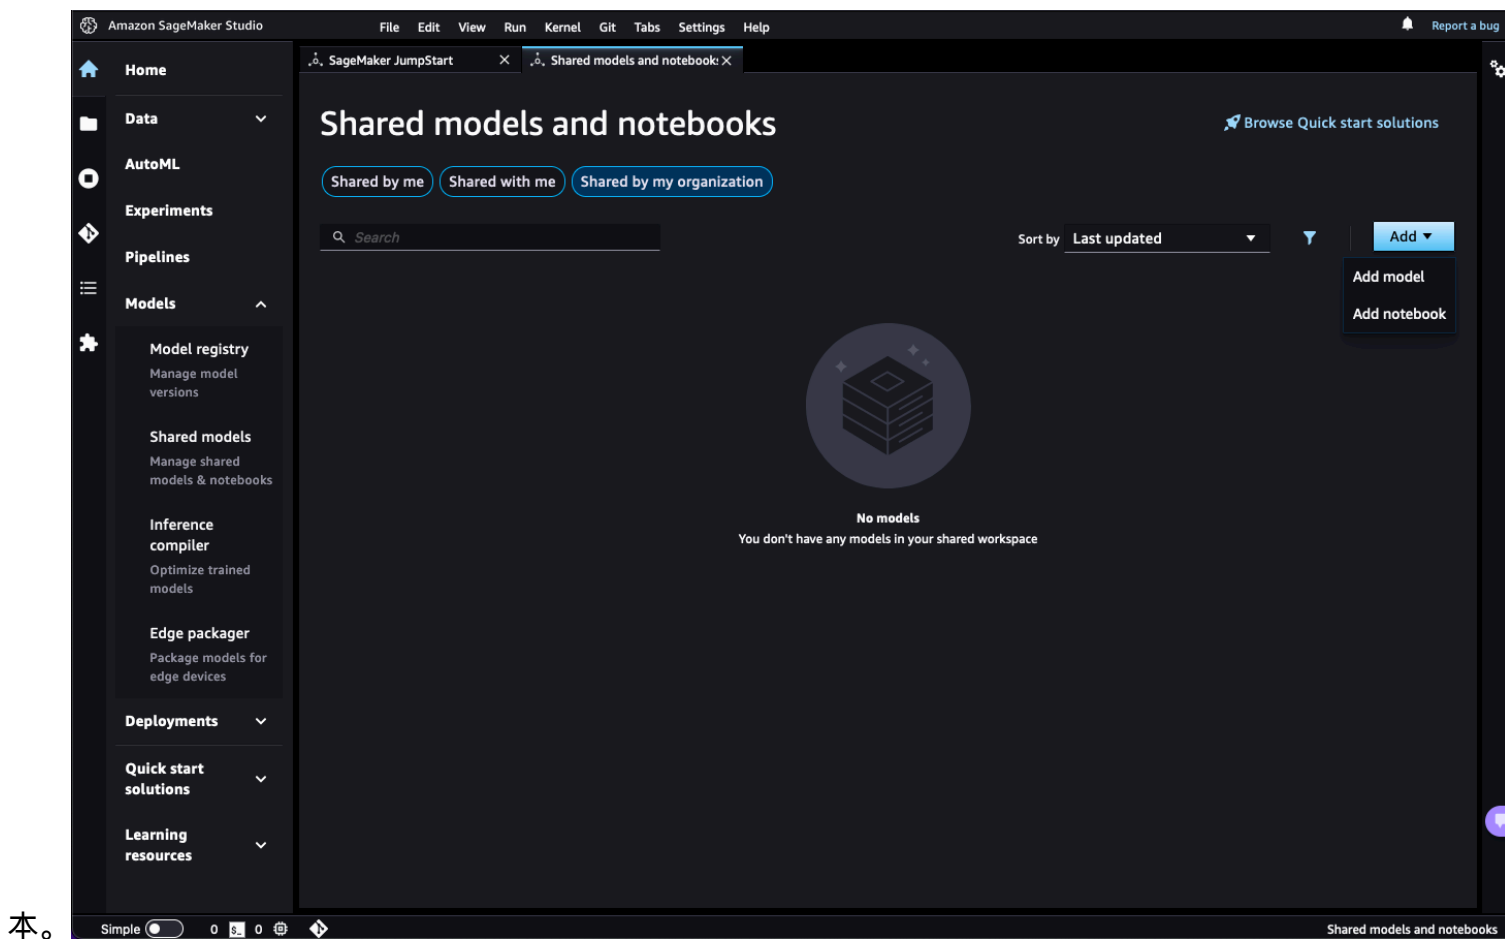 Amazon SageMaker Studio
File Edit View Run Kernel Git Tabs Settings Help
Report a bug
SageMaker JumpStart
Shared models and notebook
Home
Data
AutoML
Experiments
Pipelines
Models
Model registry
Manage model
versions
Shared models
Manage shared
models & notebooks
Inference
compiler
Optimize trained
models
Edge packager
Package models for
edge devices
Deployments
Quick start
solutions
Learning
resources
Shared models and notebooks
Browse Quick start solutions
Shared by me Shared with me Shared by my organization
Search
Sort by Last updated
Add
Add model
Add notebook
No models
You don't have any models in your shared workspace
本。
Simple 0 $_ 0
Shared models and notebooks